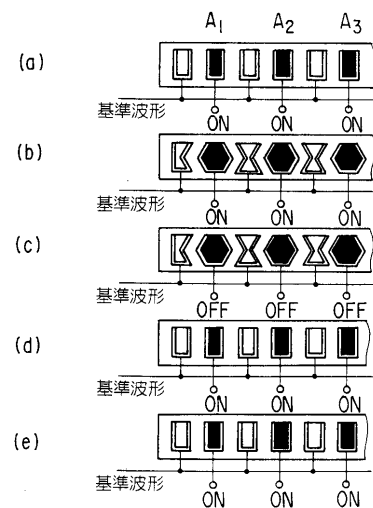 A₁ A₂ A₃
(a)
基準波形
ON ON ON
(b)
基準波形
ON ON ON
(c)
基準波形
OFF OFF OFF
(d)
基準波形
ON ON ON
(e)
基準波形
ON ON ON